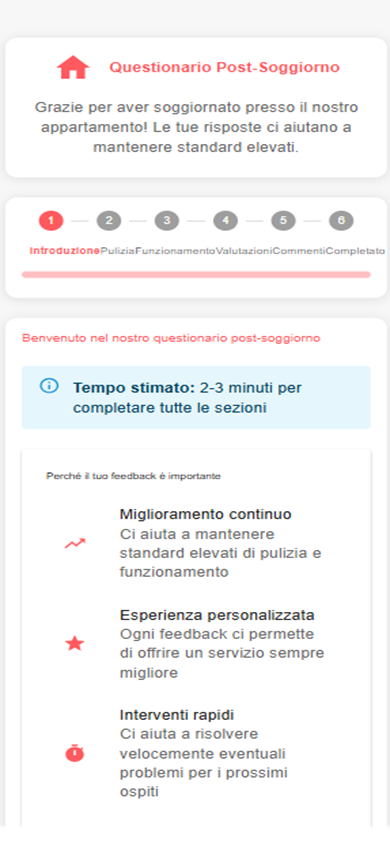 Questionario Post-Soggiorno
Grazie per aver soggiornato presso il nostro
appartamento! Le tue risposte ci aiutano a
mantenere standard elevati.
1 2 3 4 5 6
Introduzione Pulizia Funzionamento Valutazioni Commenti Completato
Benvenuto nel nostro questionario post-soggiorno
Tempo stimato: 2-3 minuti per
completare tutte le sezioni
Perché il tuo feedback è importante
Miglioramento continuo
Ci aiuta a mantenere
standard elevati di pulizia e
funzionamento
Esperienza personalizzata
Ogni feedback ci permette
di offrire un servizio sempre
migliore
Interventi rapidi
Ci aiuta a risolvere
velocemente eventuali
problemi per i prossimi
ospiti